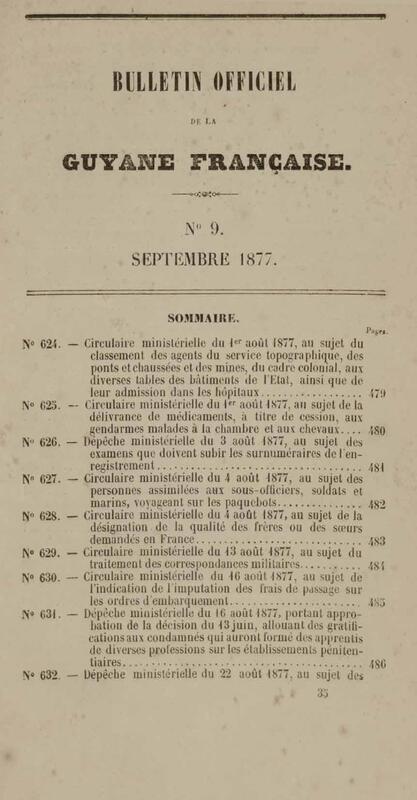 BULLETIN OFFICIEL
DE LA
GUYANE FRANÇAISE.
N° 9.
SEPTEMBRE 1877.
SOMMAIRE.
Pages.
N° 624. — Circulaire ministérielle du 1er août 1877, au sujet du
classement des agents du service topographique, des
ponts et chaussées et des mines, du cadre colonial, aux
diverses tables des bâtiments de l'Etat, ainsi que de
leur admission dans les hôpitaux.................... 479
N° 625. — Circulaire ministérielle du 1er août 1877, au sujet de la
délivrance de médicaments, à titre de cession, aux
gendarmes malades à la chambre et aux chevaux.... 480
N° 626. — Dépêche ministérielle du 3 août 1877, au sujet des
examens que doivent subir les surnuméraires de l'en-
registrement........................................ 481
N° 627. — Circulaire ministérielle du 4 août 1877, au sujet des
personnes assimilées aux sous-officiers, soldats et
marins, voyageant sur les paquebots................. 482
N° 628. — Circulaire ministérielle du 4 août 1877, au sujet de la
désignation de la qualité des frères ou des sœurs
demandés en France.................................. 483
N° 629. — Circulaire ministérielle du 13 août 1877, au sujet du
traitement des correspondances militaires........... 484
N° 630. — Circulaire ministérielle du 16 août 1877, au sujet de
l'indication de l'imputation des frais de passage sur
les ordres d'embarquement........................... 485
N° 631. — Dépêche ministérielle du 16 août 1877, portant appro-
bation de la décision du 13 juin, allouant des gratifi-
cations aux condamnés qui auront formé des apprentis
de diverses professions sur les établissements péniten-
tiaires............................................. 486
N° 632. — Dépêche ministérielle du 22 août 1877, au sujet des
35